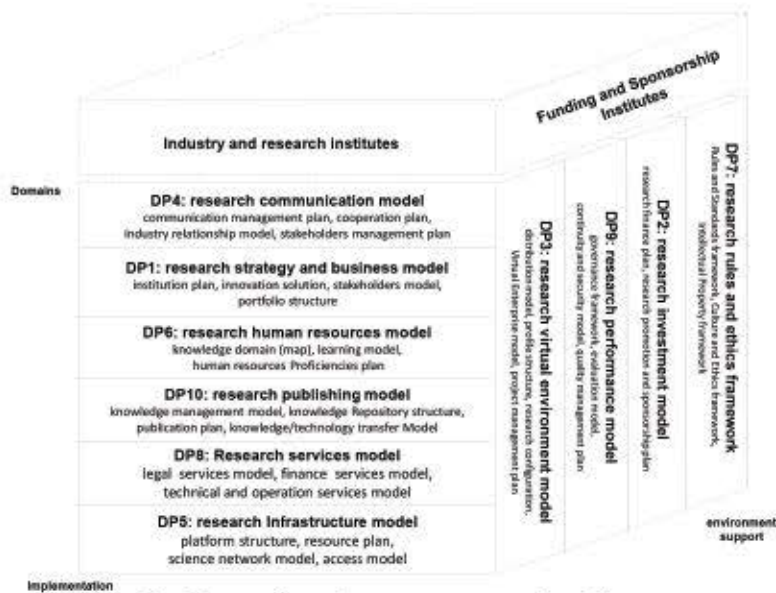 Funding and Sponsorship
Institutes
Industry and research institutes
Domains
DP4: research communication model
communication management plan, cooperation plan,
industry relationship model, stakeholders management plan
DP1: research strategy and business model
institution plan, innovation solution, stakeholders model,
portfolio structure
DP6: research human resources model
knowledge domain (map), learning model,
human resources Proficiencies plan
DP10: research publishing model
knowledge management model, knowledge Repository structure,
publication plan, knowledge/technology transfer Model
DP8: Research services model
legal services model, finance services model,
technical and operation services model
DP5: research Infrastructure model
platform structure, resource plan,
science network model, access model
Implementation
DP3: research virtual environment model
distribution model, profile structure, research configuration,
Virtual Enterprise model, project management plan
DP9: research performance model
governance framework, evaluation model,
continuity and security model, quality management plan
DP2: research investment model
research finance plan, research promotion and sponsorship plan
DP7: research rules and ethics framework
Rules and Standards framework, Culture and Ethics framework,
Intellectual Property framework
environment
support